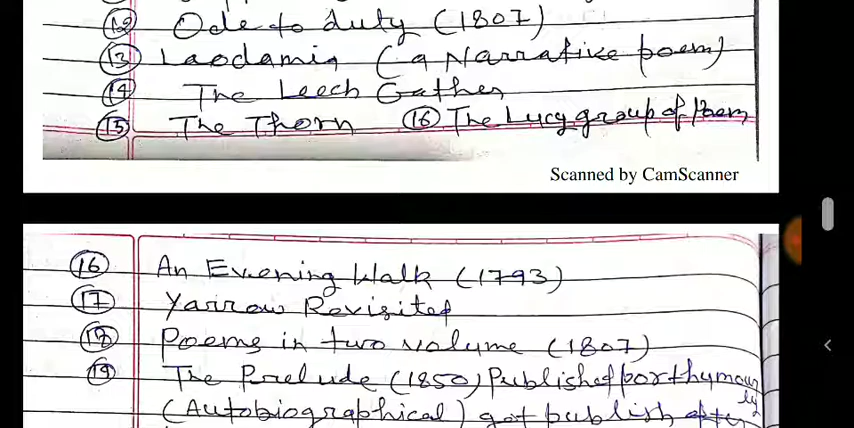 12 Ode to duty (1807)
13 Laodamia (a Narrative poem)
14 The Leech Gather
15 The Thorn 16 The Lucy group of Poem
Scanned by CamScanner
16 An Evening Walk (1793)
17 Yarrow Revisited
18 Poems in two volume (1807)
19 The Prelude (1850) Published porthymously
(Autobiographical) got publish after